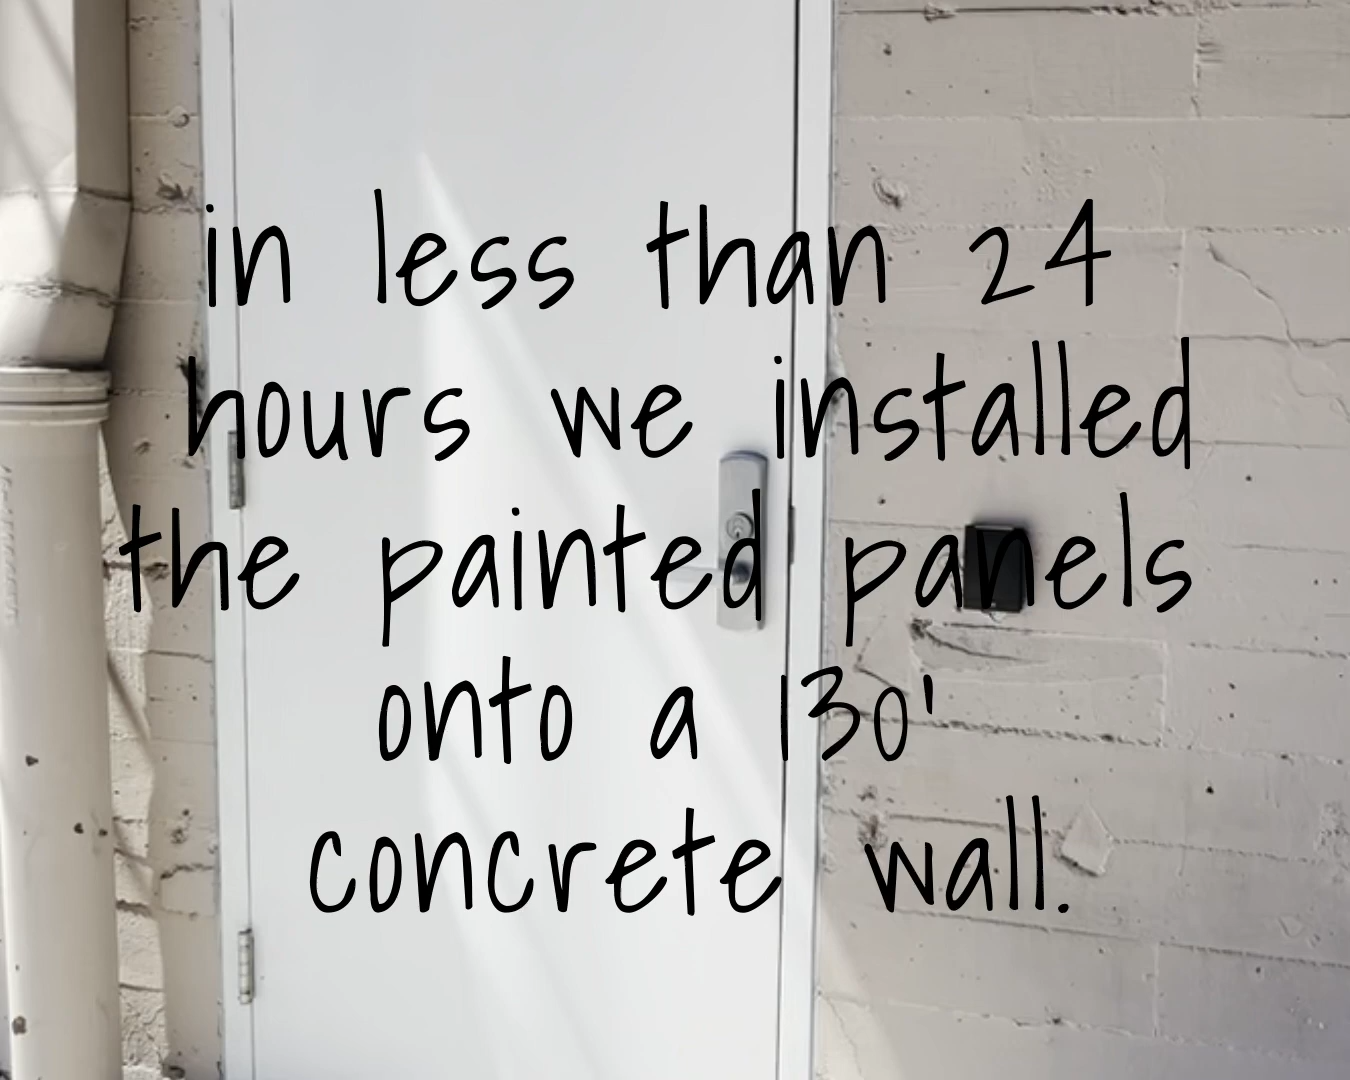 in less than 24
hours we installed
the painted panels
onto a 130'
concrete wall.